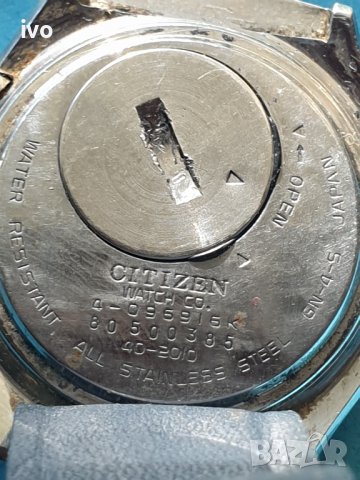 ivo
OPEN
GN-4-S JAPAN
WATER RESISTANT
ALL STAINLESS STEEL
CITIZEN
WATCH CO.
4-096916K
80500385
40-2010
BAZAR
bg